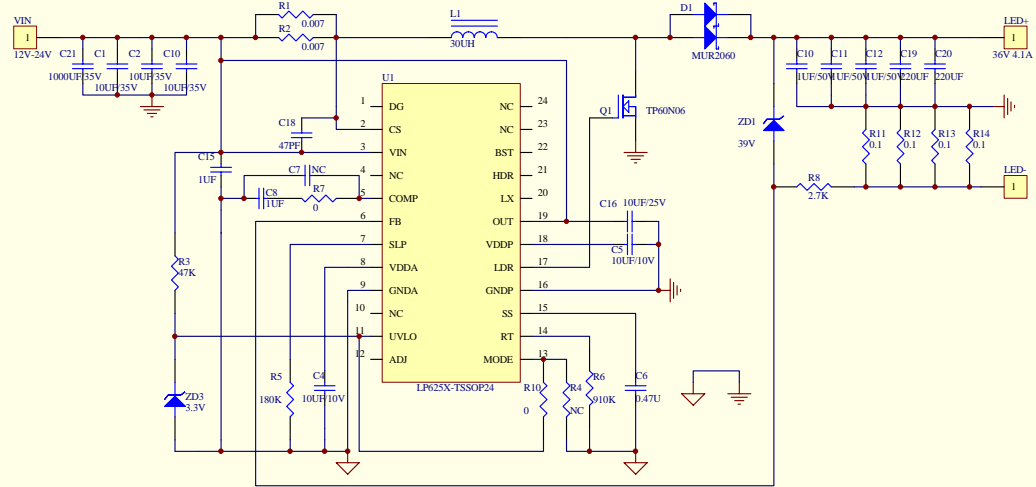 VIN
1
12V-24V
C21
1000UF/35V
C1
10UF/35V
C2
10UF/35V
C10
10UF/35V
R1
0.007
R2
0.007
L1
30UH
D1
MUR2060
LED+
1
36V 4.1A
C10
1UF/50V
C11
1UF/50V
C12
1UF/50V
C19
220UF
C20
220UF
U1
1 DG
2 CS
3 VIN
4 NC
5 COMP
6 FB
7 SLP
8 VDDA
9 GNDA
10 NC
11 UVLO
12 ADJ
NC 24
NC 23
BST 22
HDR 21
LX 20
OUT 19
VDDP 18
LDR 17
GNDP 16
SS 15
RT 14
MODE 13
LP625X-TSSOP24
C18
47PF
C15
1UF
C7 NC
C8
1UF
R7
0
Q1
TP60N06
ZD1
39V
R11
0.1
R12
0.1
R13
0.1
R14
0.1
R8
2.7K
LED-
1
C16
10UF/25V
C5
10UF/10V
R3
47K
ZD3
3.3V
R5
180K
C4
10UF/10V
R10
0
R4
NC
R6
910K
C6
0.47U